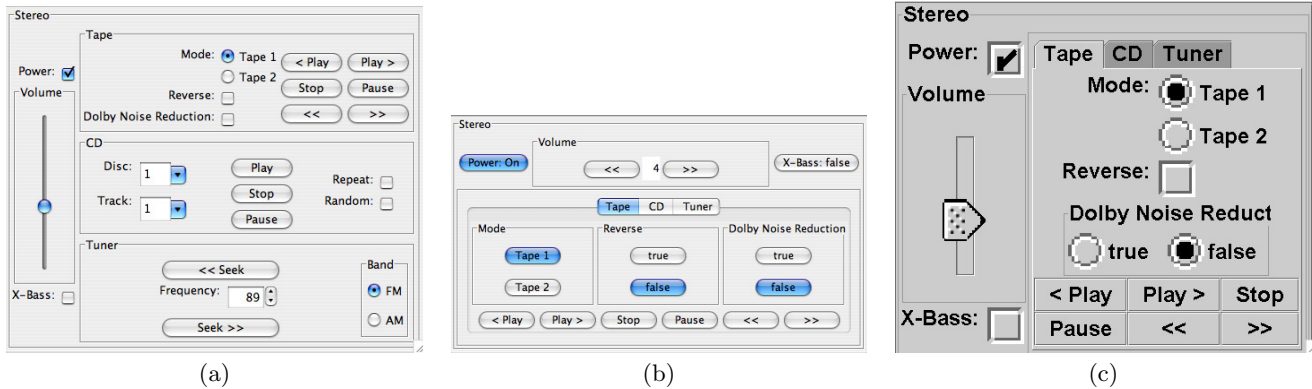 Stereo
Tape
Mode: Tape 1 < Play Play >
Tape 2
Power:
Stop Pause
Volume
Reverse:
Dolby Noise Reduction: << >>
CD
Disc: 1 Play
Repeat:
Stop
Track: 1 Random:
Pause
Tuner
<< Seek
Band
Frequency: 89 FM
X-Bass:
AM
Seek >>
(a)
Stereo
Volume
Power: On << 4 >> X-Bass: false
Tape CD Tuner
Mode Reverse Dolby Noise Reduction
Tape 1 true true
Tape 2 false false
< Play Play > Stop Pause << >>
(b)
Stereo
Power:
Tape CD Tuner
Mode: Tape 1
Volume
Tape 2
Reverse:
Dolby Noise Reduct
true false
< Play Play > Stop
X-Bass:
Pause << >>
(c)